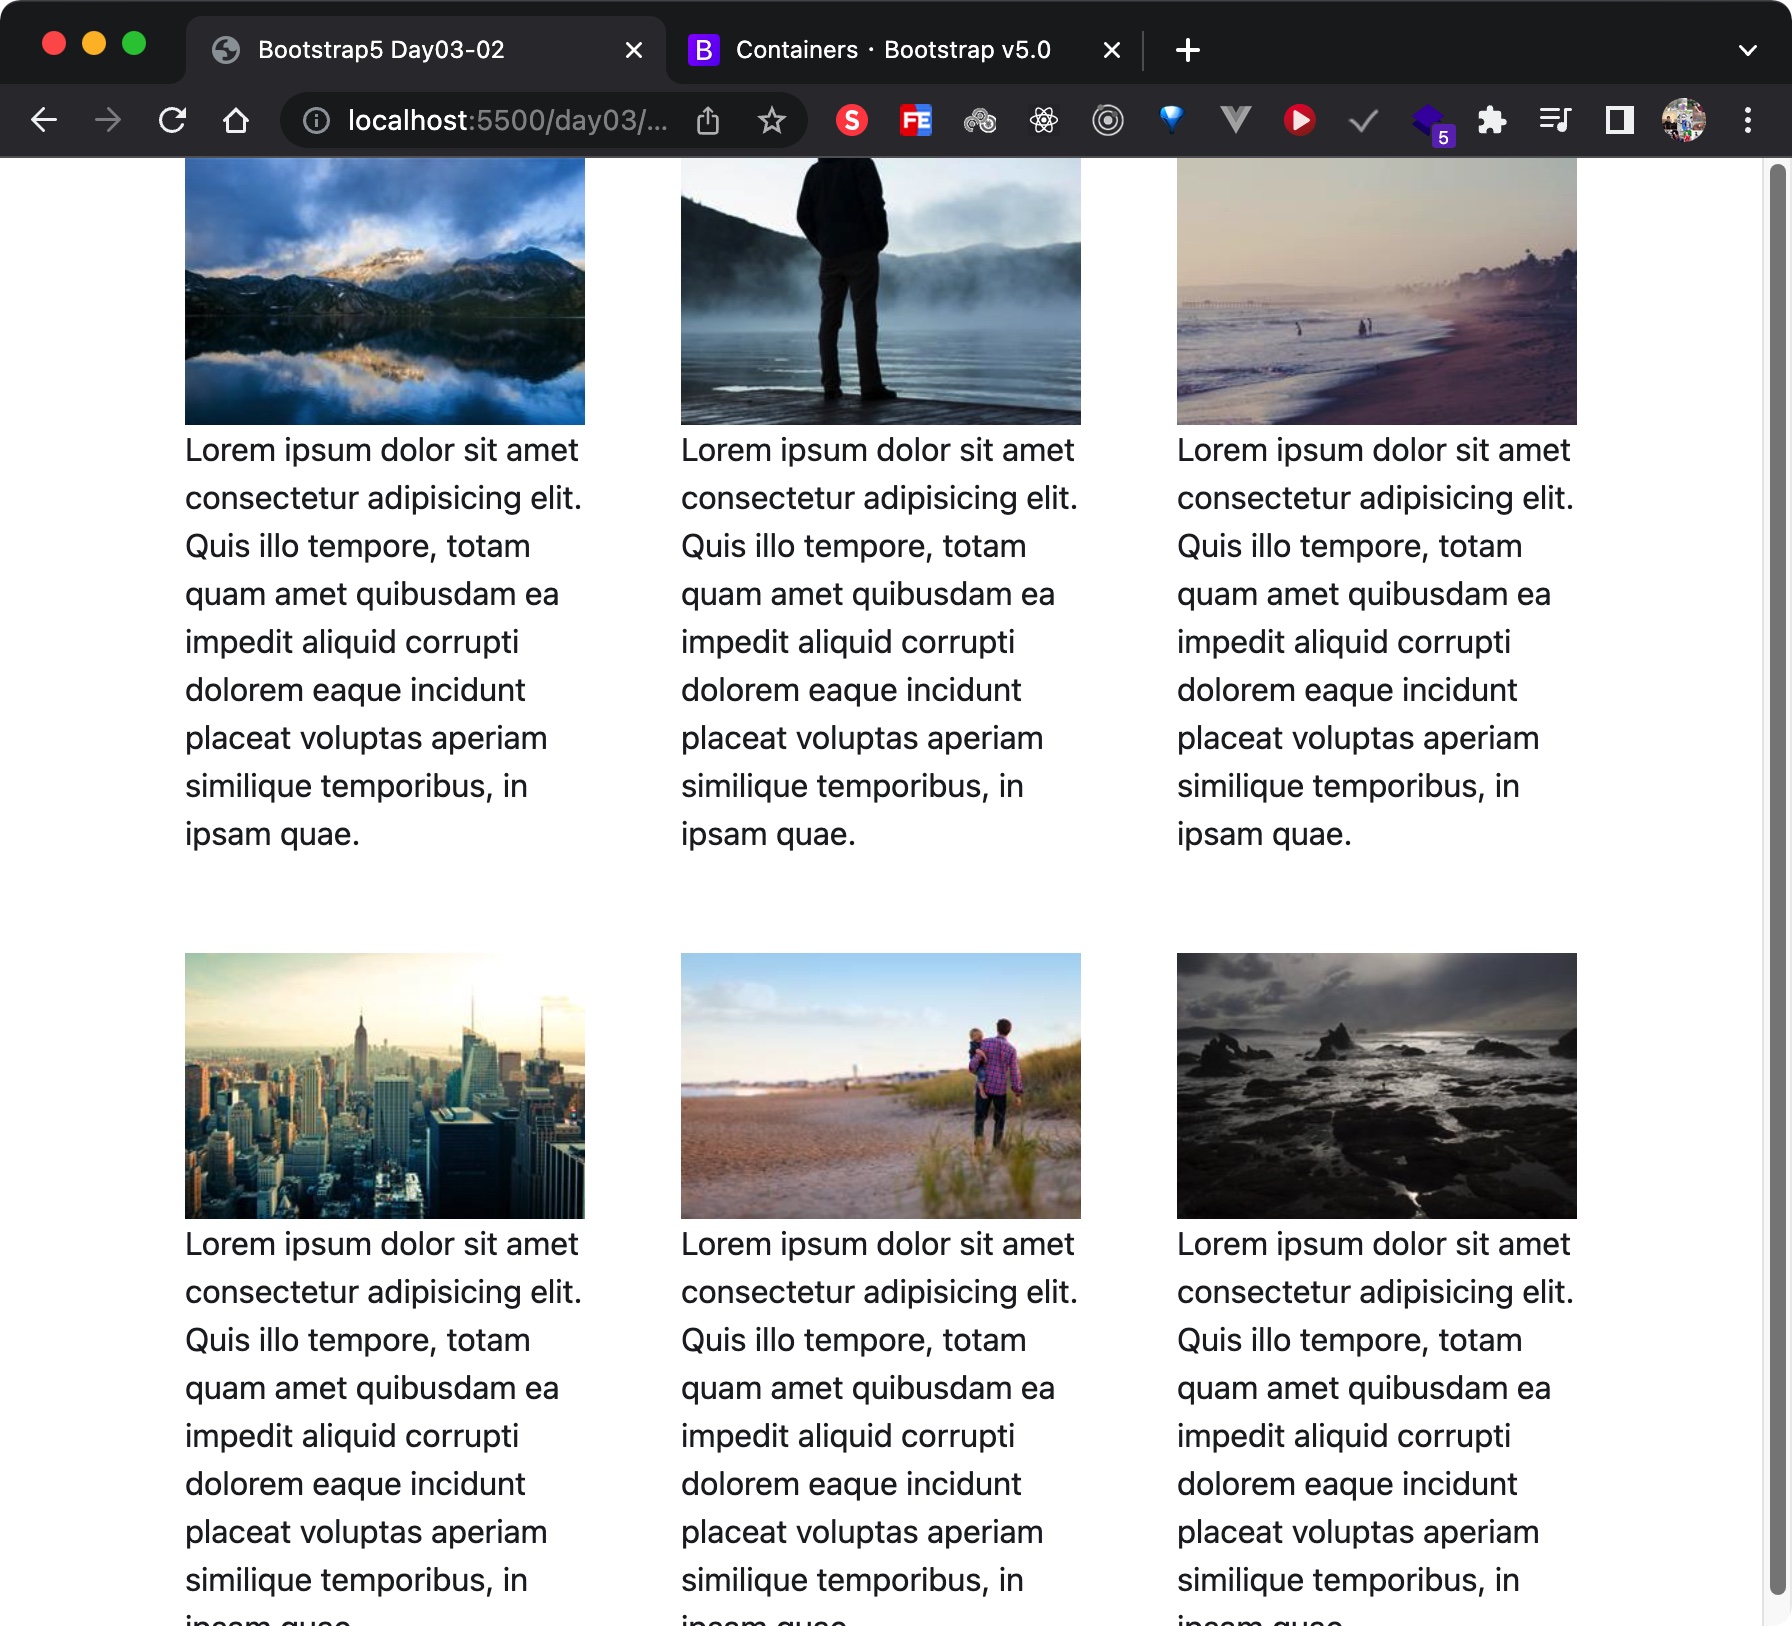 Bootstrap5 Day03-02
Containers · Bootstrap v5.0
localhost:5500/day03/...
S
FE
5
Lorem ipsum dolor sit amet
consectetur adipisicing elit.
Quis illo tempore, totam
quam amet quibusdam ea
impedit aliquid corrupti
dolorem eaque incidunt
placeat voluptas aperiam
similique temporibus, in
ipsam quae.
Lorem ipsum dolor sit amet
consectetur adipisicing elit.
Quis illo tempore, totam
quam amet quibusdam ea
impedit aliquid corrupti
dolorem eaque incidunt
placeat voluptas aperiam
similique temporibus, in
ipsam quae.
Lorem ipsum dolor sit amet
consectetur adipisicing elit.
Quis illo tempore, totam
quam amet quibusdam ea
impedit aliquid corrupti
dolorem eaque incidunt
placeat voluptas aperiam
similique temporibus, in
ipsam quae.
Lorem ipsum dolor sit amet
consectetur adipisicing elit.
Quis illo tempore, totam
quam amet quibusdam ea
impedit aliquid corrupti
dolorem eaque incidunt
placeat voluptas aperiam
similique temporibus, in
ipsam quae.
Lorem ipsum dolor sit amet
consectetur adipisicing elit.
Quis illo tempore, totam
quam amet quibusdam ea
impedit aliquid corrupti
dolorem eaque incidunt
placeat voluptas aperiam
similique temporibus, in
ipsam quae.
Lorem ipsum dolor sit amet
consectetur adipisicing elit.
Quis illo tempore, totam
quam amet quibusdam ea
impedit aliquid corrupti
dolorem eaque incidunt
placeat voluptas aperiam
similique temporibus, in
ipsam quae.